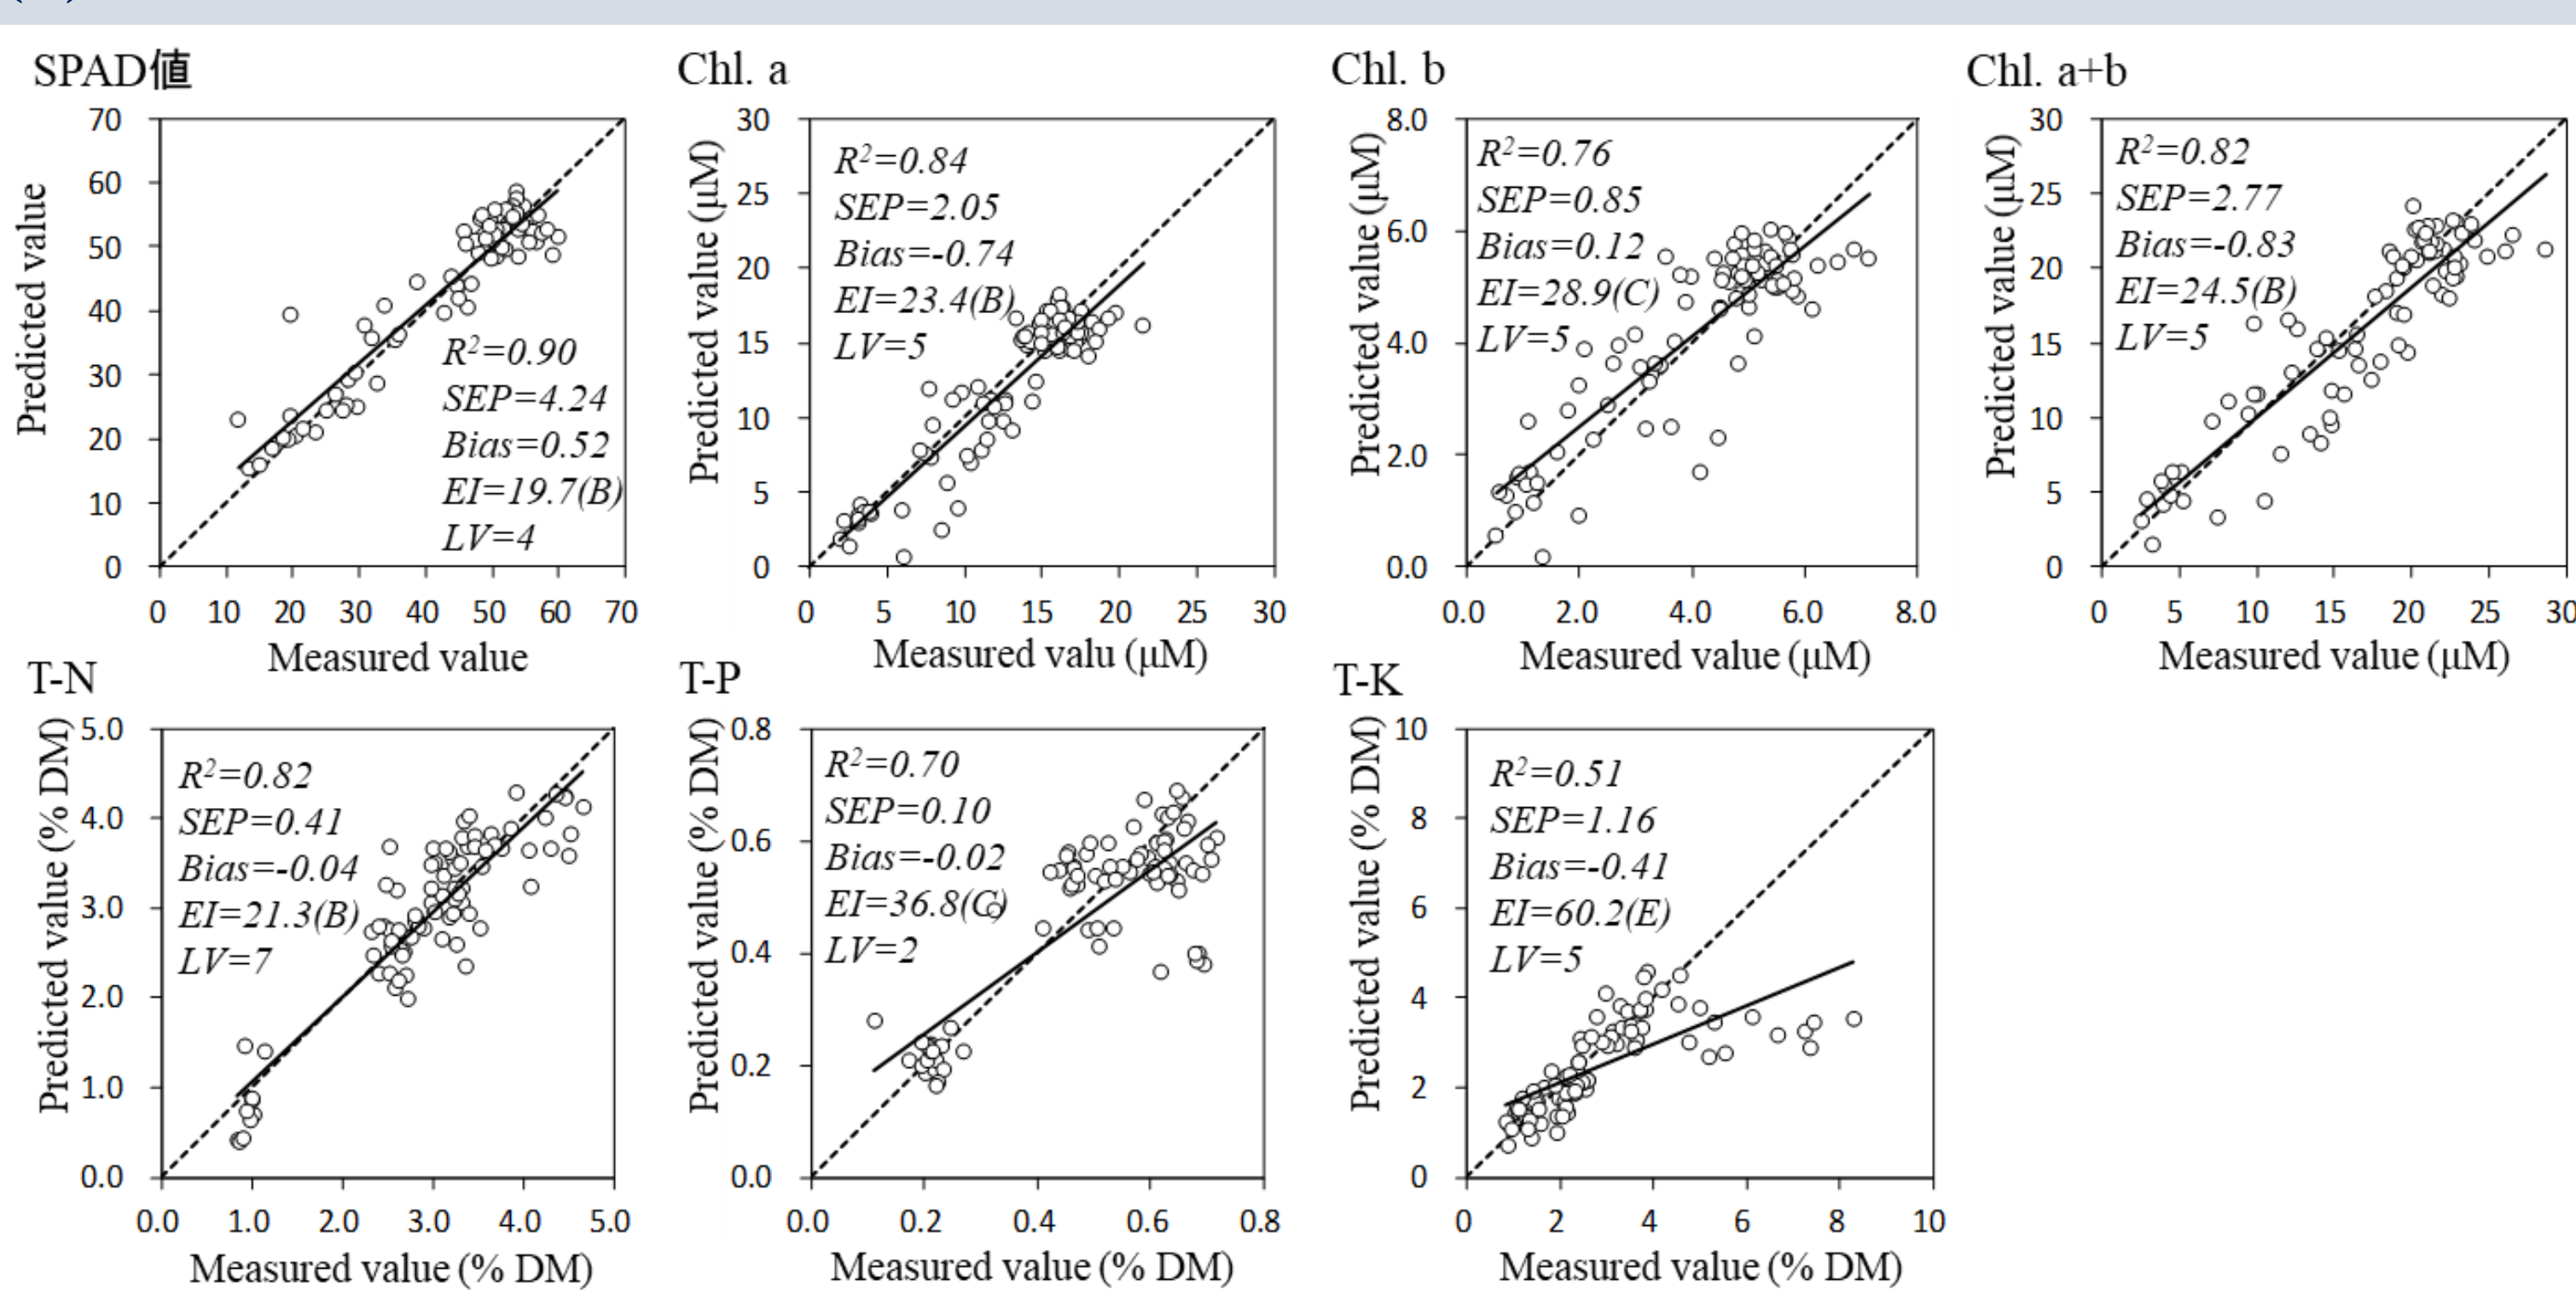 SPAD値
Predicted value
70
60
50
40
30
20
10
0
R²=0.90
SEP=4.24
Bias=0.52
EI=19.7(B)
LV=4
0 10 20 30 40 50 60 70
Measured value
Chl. a
Predicted value (μM)
30
25
20
15
10
5
0
R²=0.84
SEP=2.05
Bias=-0.74
EI=23.4(B)
LV=5
0 5 10 15 20 25 30
Measured valu (μM)
Chl. b
Predicted value (μM)
8.0
6.0
4.0
2.0
0.0
R²=0.76
SEP=0.85
Bias=0.12
EI=28.9(C)
LV=5
0.0 2.0 4.0 6.0 8.0
Measured value (μM)
Chl. a+b
Predicted value (μM)
30
25
20
15
10
5
0
R²=0.82
SEP=2.77
Bias=-0.83
EI=24.5(B)
LV=5
0 5 10 15 20 25 30
Measured value (μM)
T-N
Predicted value (% DM)
5.0
4.0
3.0
2.0
1.0
0.0
R²=0.82
SEP=0.41
Bias=-0.04
EI=21.3(B)
LV=7
0.0 1.0 2.0 3.0 4.0 5.0
Measured value (% DM)
T-P
Predicted value (% DM)
0.8
0.6
0.4
0.2
0.0
R²=0.70
SEP=0.10
Bias=-0.02
EI=36.8(C)
LV=2
0.0 0.2 0.4 0.6 0.8
Measured value (% DM)
T-K
Predicted value (% DM)
10
8
6
4
2
0
R²=0.51
SEP=1.16
Bias=-0.41
EI=60.2(E)
LV=5
0 2 4 6 8 10
Measured value (% DM)